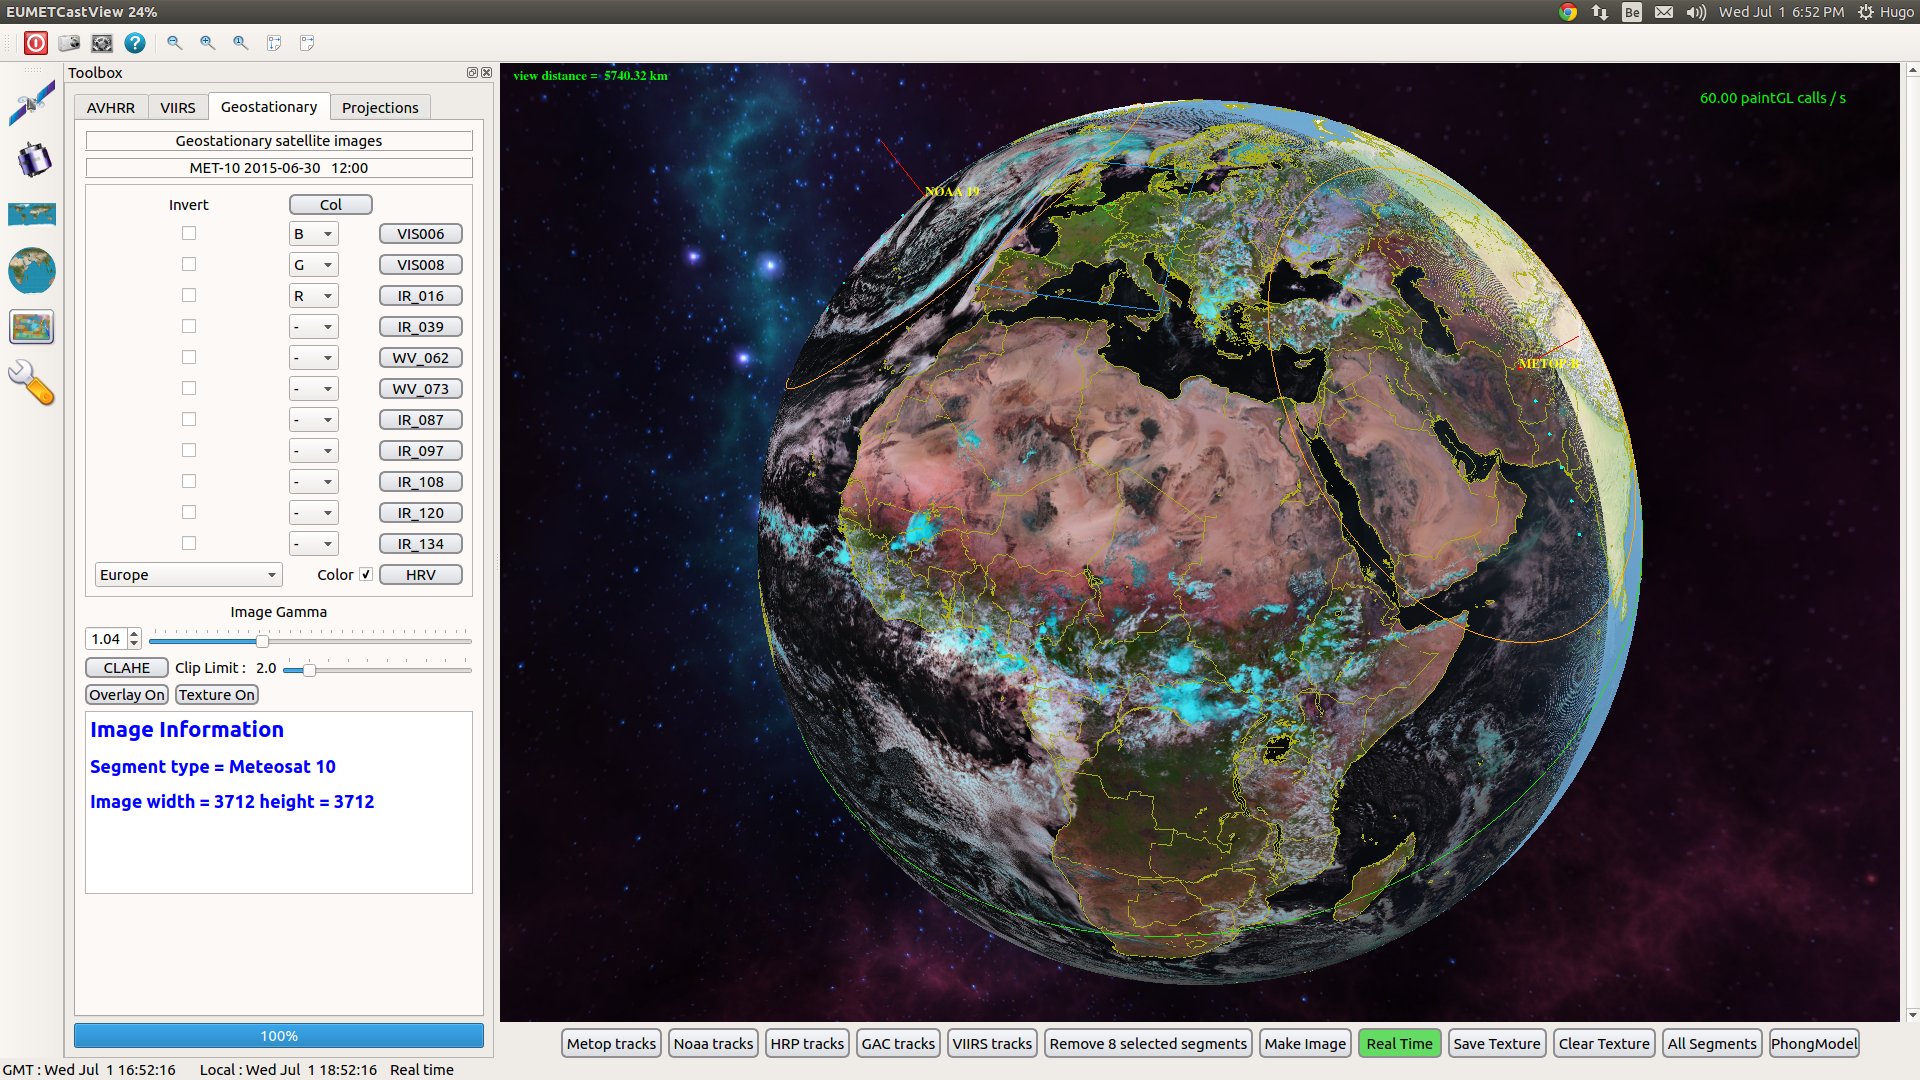 EUMETCastView 24%
Be
Wed Jul 1 6:52 PM
Hugo
Toolbox
AVHRR
VIIRS
Geostationary
Projections
Geostationary satellite images
MET-10 2015-06-30 12:00
Invert
Col
B
VIS006
G
VIS008
R
IR_016
-
IR_039
-
WV_062
-
WV_073
-
IR_087
-
IR_097
-
IR_108
-
IR_120
-
IR_134
Europe
Color
HRV
Image Gamma
1.04
CLAHE
Clip Limit : 2.0
Overlay On
Texture On
Image Information
Segment type = Meteosat 10
Image width = 3712 height = 3712
100%
view distance = 5740.32 km
60.00 paintGL calls / s
NOAA 19
METOP-B
Metop tracks
Noaa tracks
HRP tracks
GAC tracks
VIIRS tracks
Remove 8 selected segments
Make Image
Real Time
Save Texture
Clear Texture
All Segments
PhongModel
GMT : Wed Jul 1 16:52:16
Local : Wed Jul 1 18:52:16
Real time